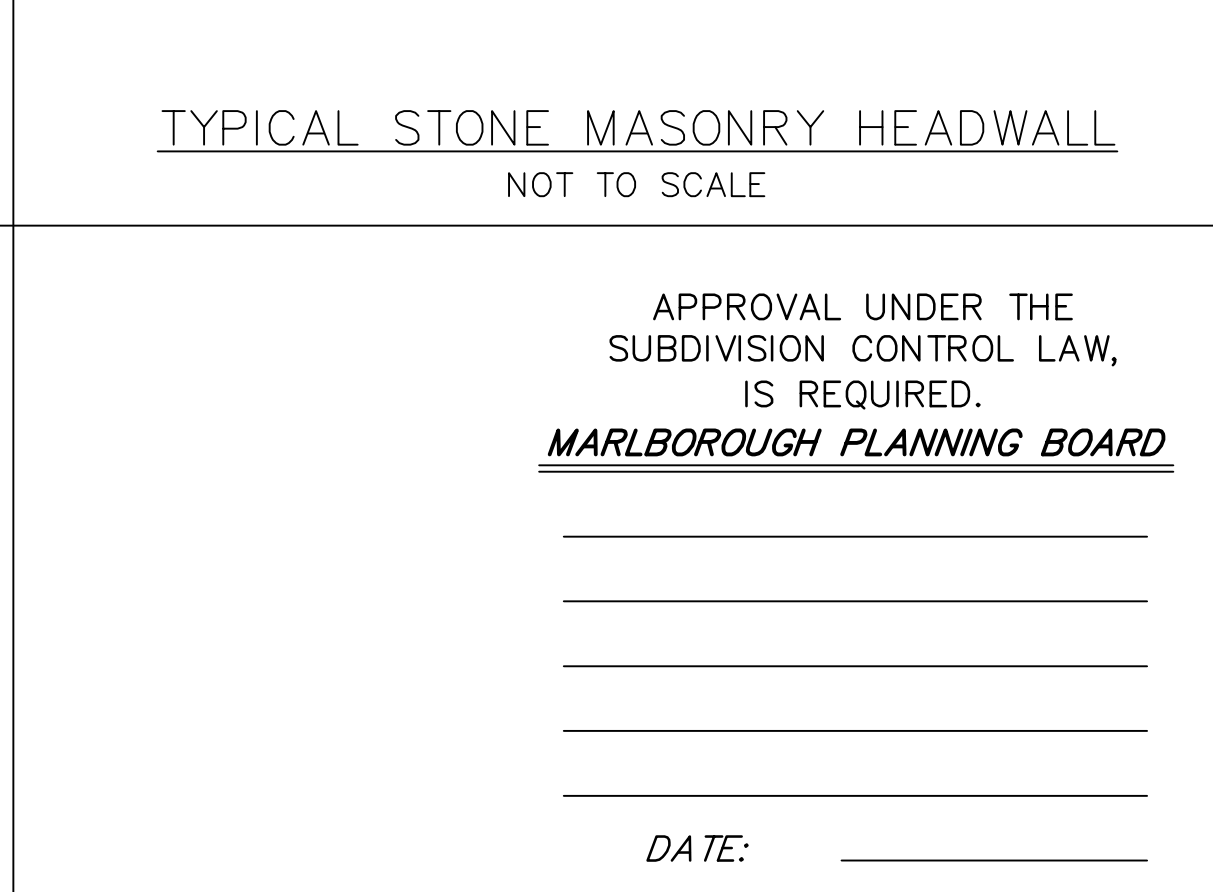 TYPICAL STONE MASONRY HEADWALL
NOT TO SCALE
APPROVAL UNDER THE
SUBDIVISION CONTROL LAW,
IS REQUIRED.
MARLBOROUGH PLANNING BOARD
DATE: